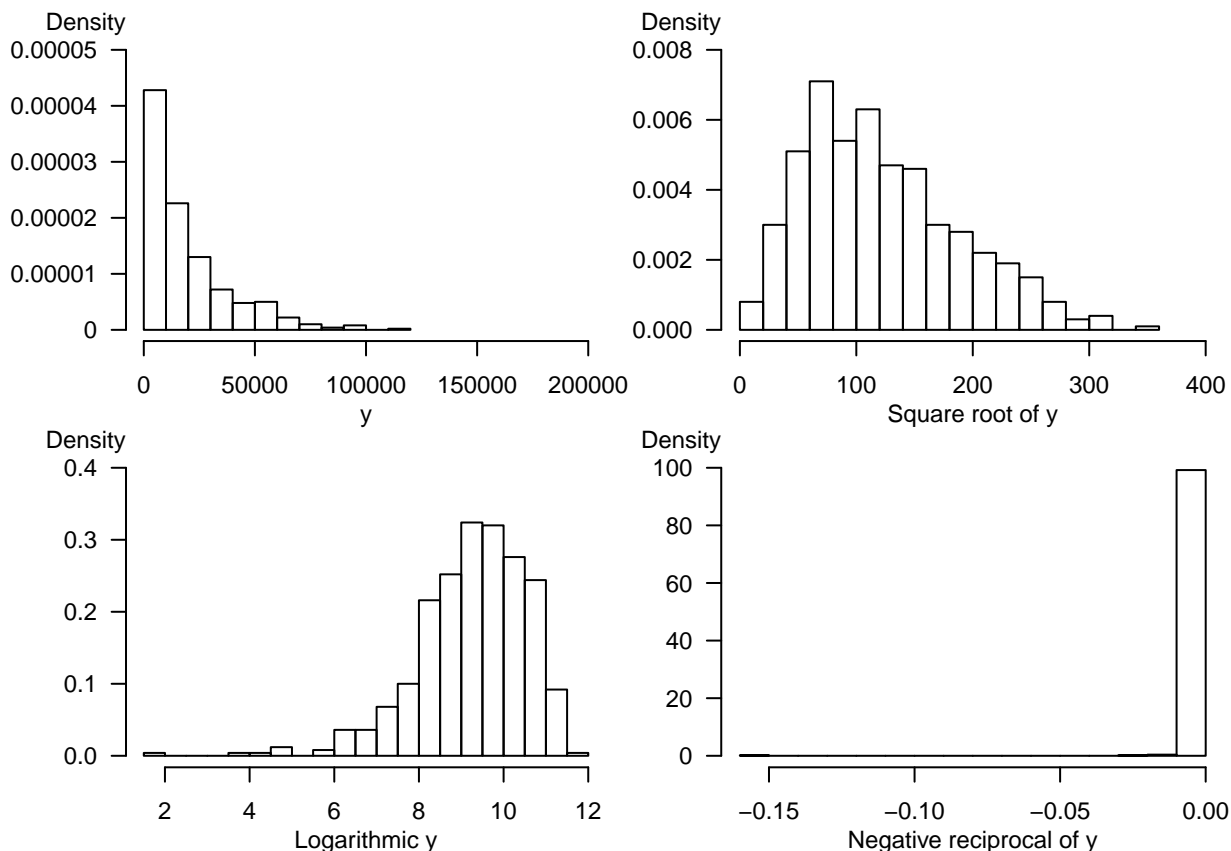 Density
0.00005
0.00004
0.00003
0.00002
0.00001
0
0 50000 100000 150000 200000
y
Density
0.008
0.006
0.004
0.002
0.000
0 100 200 300 400
Square root of y
Density
0.4
0.3
0.2
0.1
0.0
2 4 6 8 10 12
Logarithmic y
Density
100
80
60
40
20
0
−0.15 −0.10 −0.05 0.00
Negative reciprocal of y